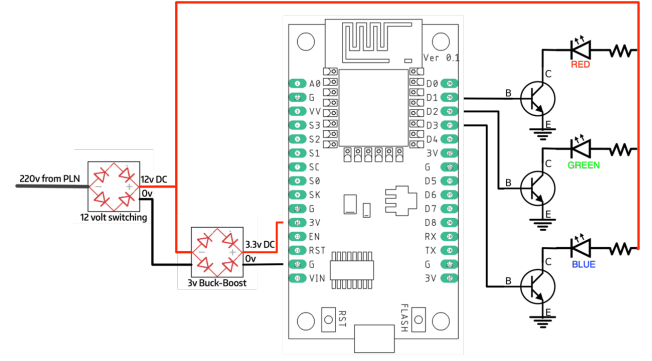 Ver 0.1
A0
G
VV
S3
S2
S1
SC
S0
SK
G
3V
EN
RST
G
VIN
D0
D1
D2
D3
D4
3V
G
D5
D6
D7
D8
RX
TX
G
3V
RST
FLASH
220v from PLN
12v DC
0v
12 volt switching
3.3v DC
0v
3v Buck-Boost
B
C
E
RED
B
C
E
GREEN
B
C
E
BLUE
− +
− +